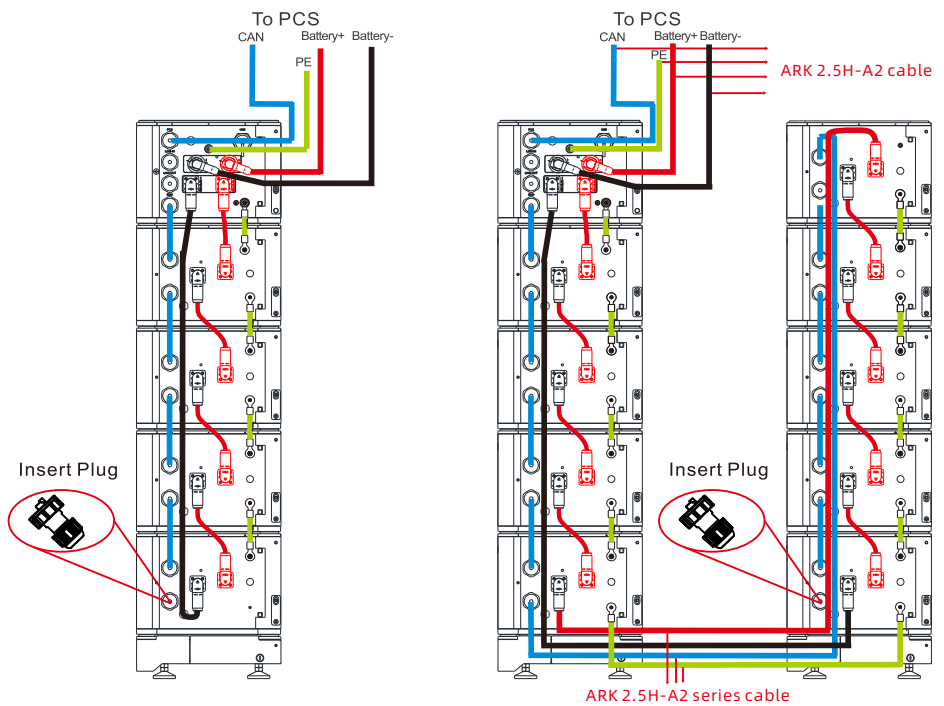 To PCS
CAN
Battery+
Battery-
PE
To PCS
CAN
Battery+
Battery-
PE
ARK 2.5H-A2 cable
Insert Plug
Insert Plug
ARK 2.5H-A2 series cable